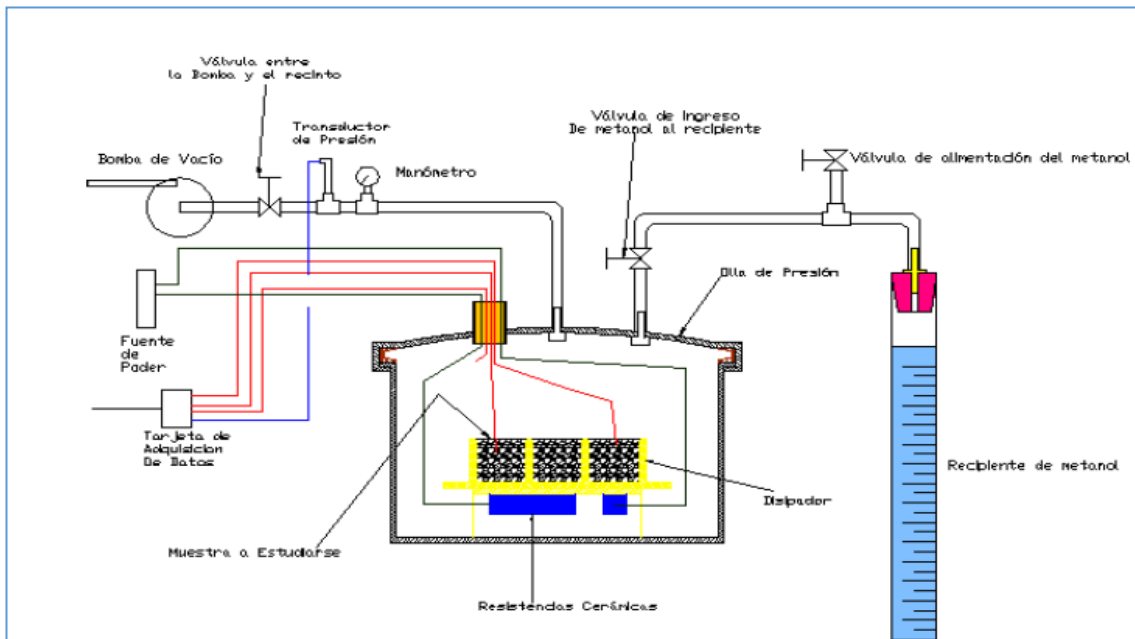 Válvula entre
la Bomba y el recinto
Transductor
de Presión
Bomba de Vacío
Manómetro
Válvula de Ingreso
De metanol al recipiente
Válvula de alimentación del metanol
Olla de Presión
Fuente
de
Poder
Tarjeta de
Adquisicion
De Datos
Recipiente de metanol
Disipador
Muestra a Estudiarse
Resistencias Cerámicas